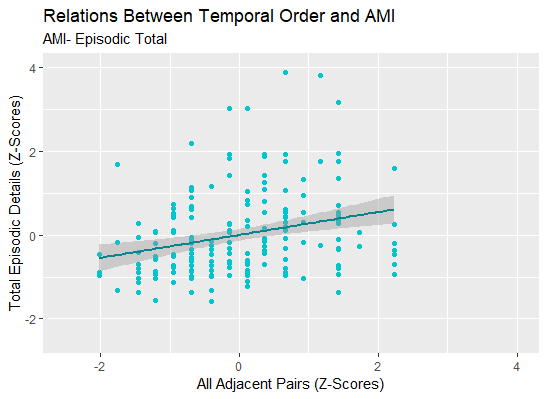 Relations Between Temporal Order and AMI
AMI- Episodic Total
Total Episodic Details (Z-Scores)
4
2
0
-2
-2
0
2
4
All Adjacent Pairs (Z-Scores)